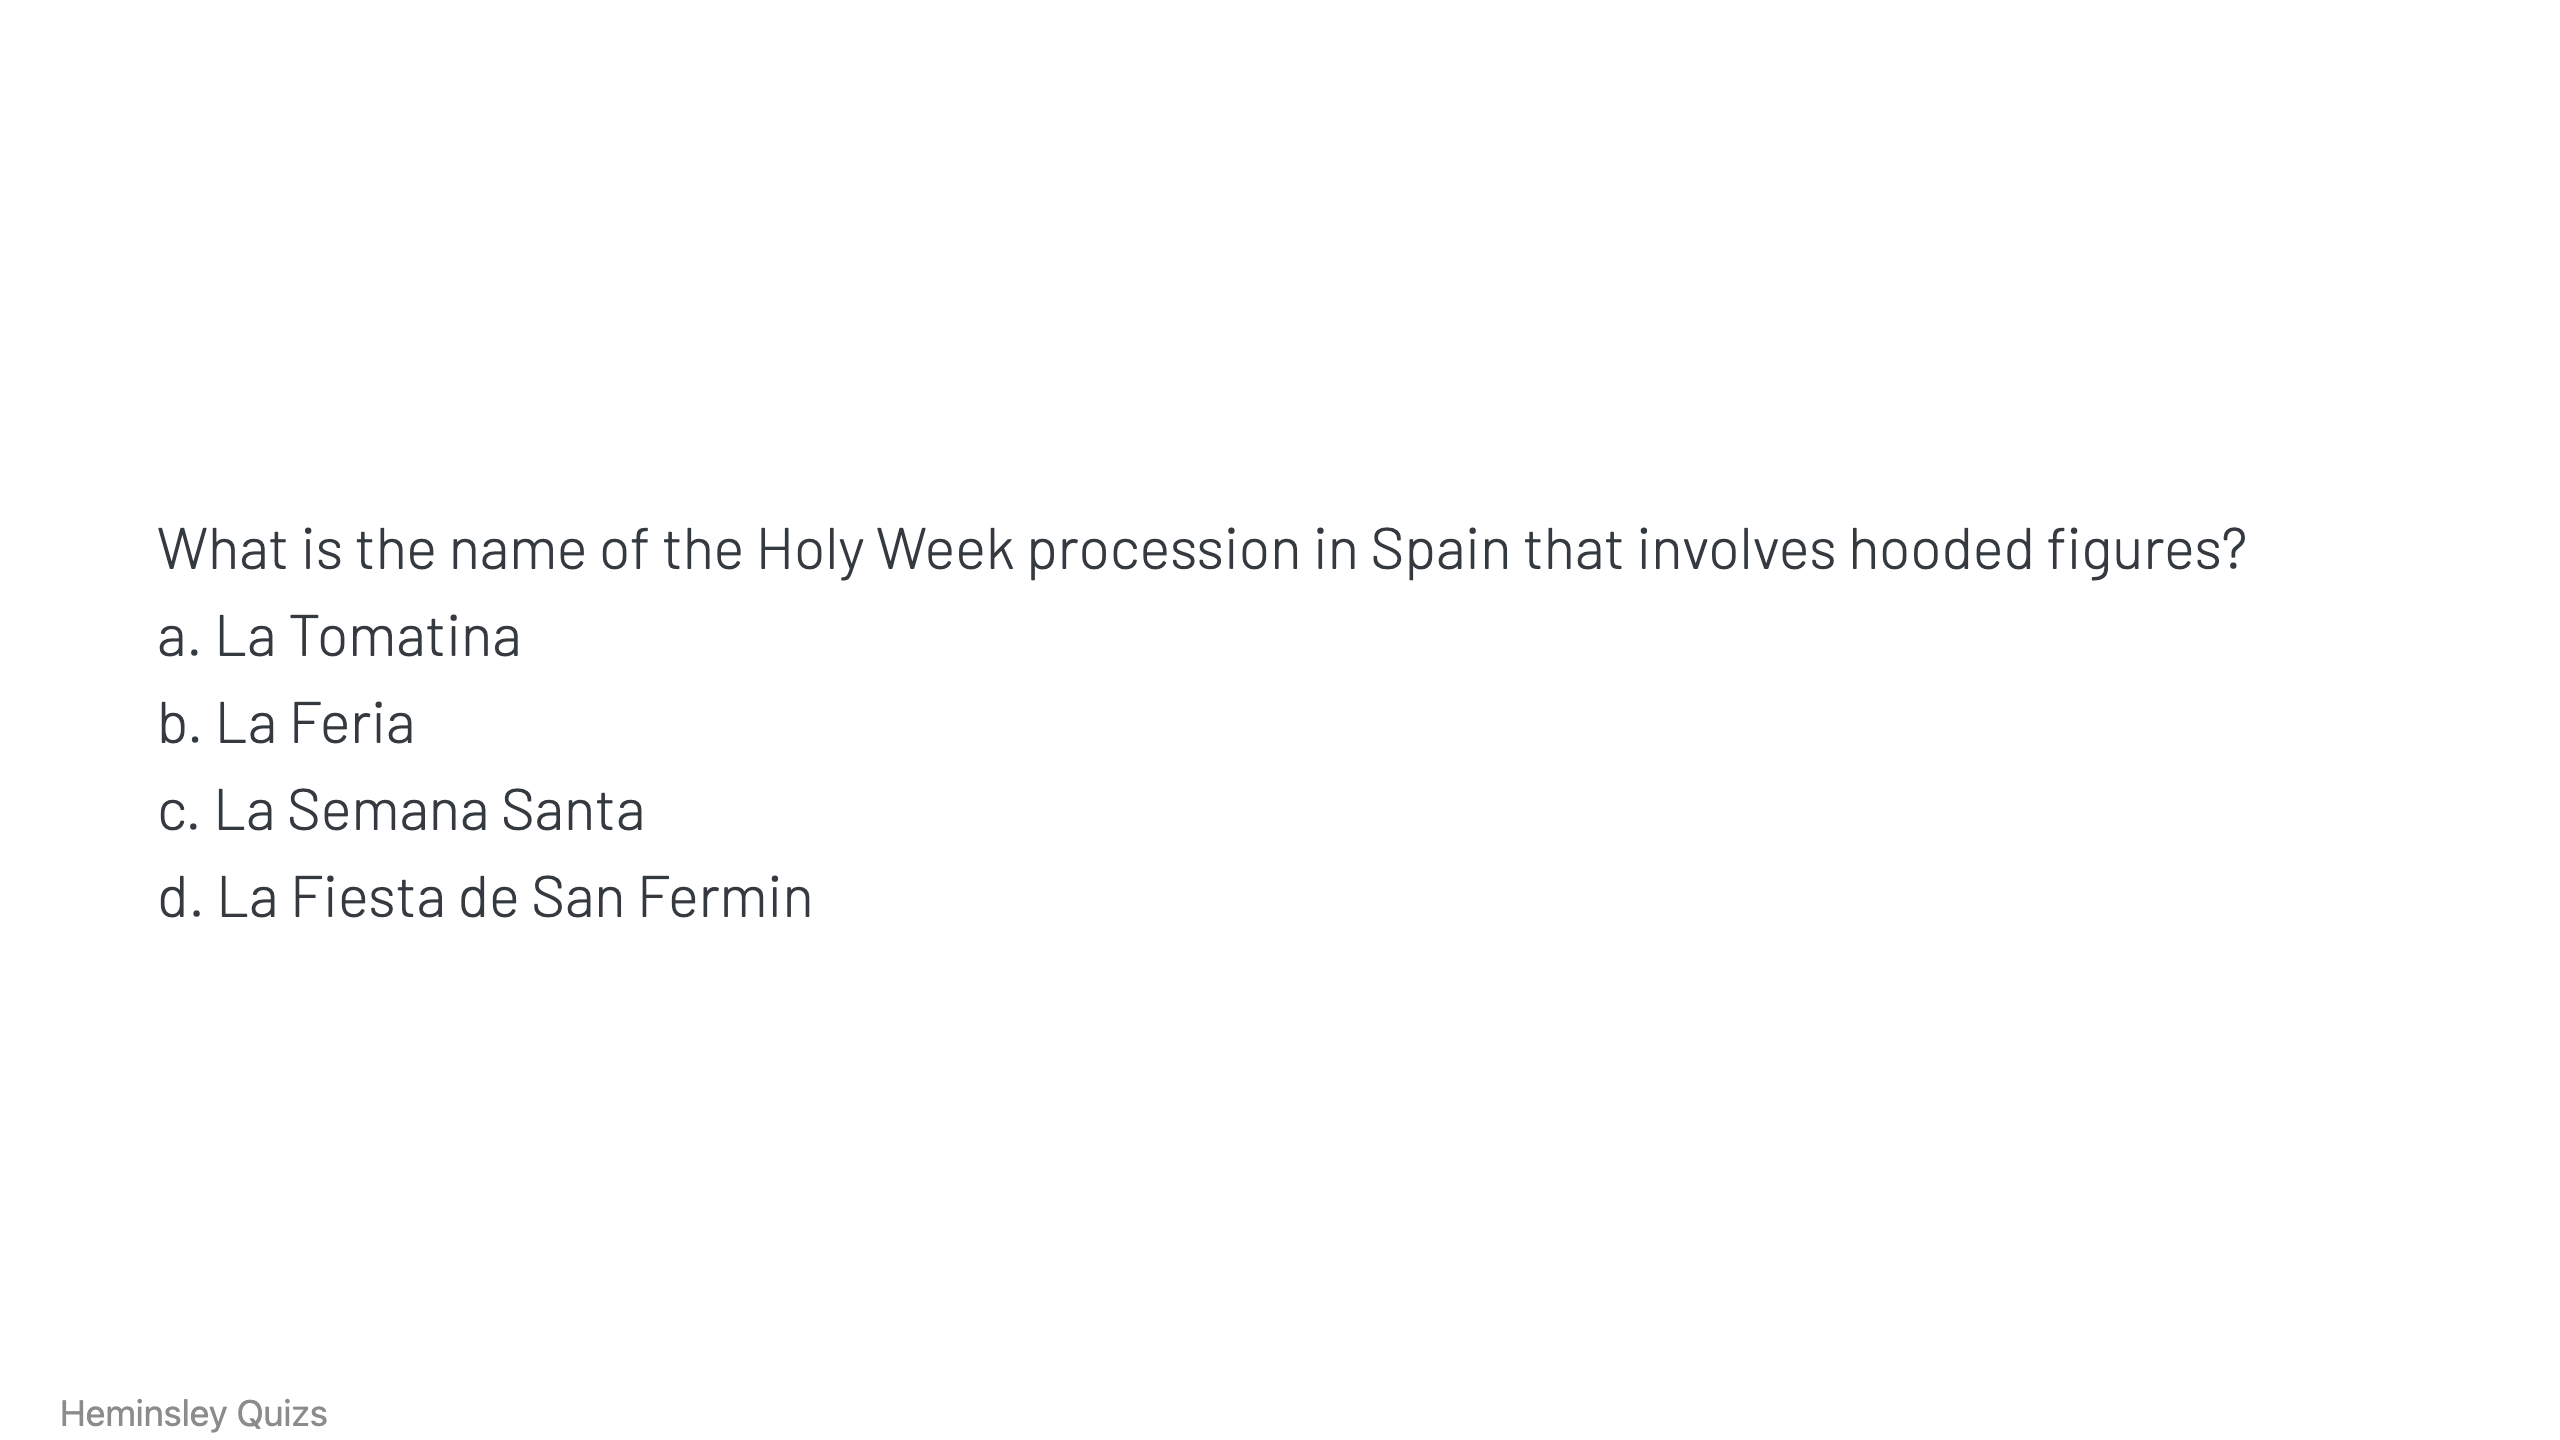 What is the name of the Holy Week procession in Spain that involves hooded figures?
a. La Tomatina
b. La Feria
c. La Semana Santa
d. La Fiesta de San Fermin
Heminsley Quizs